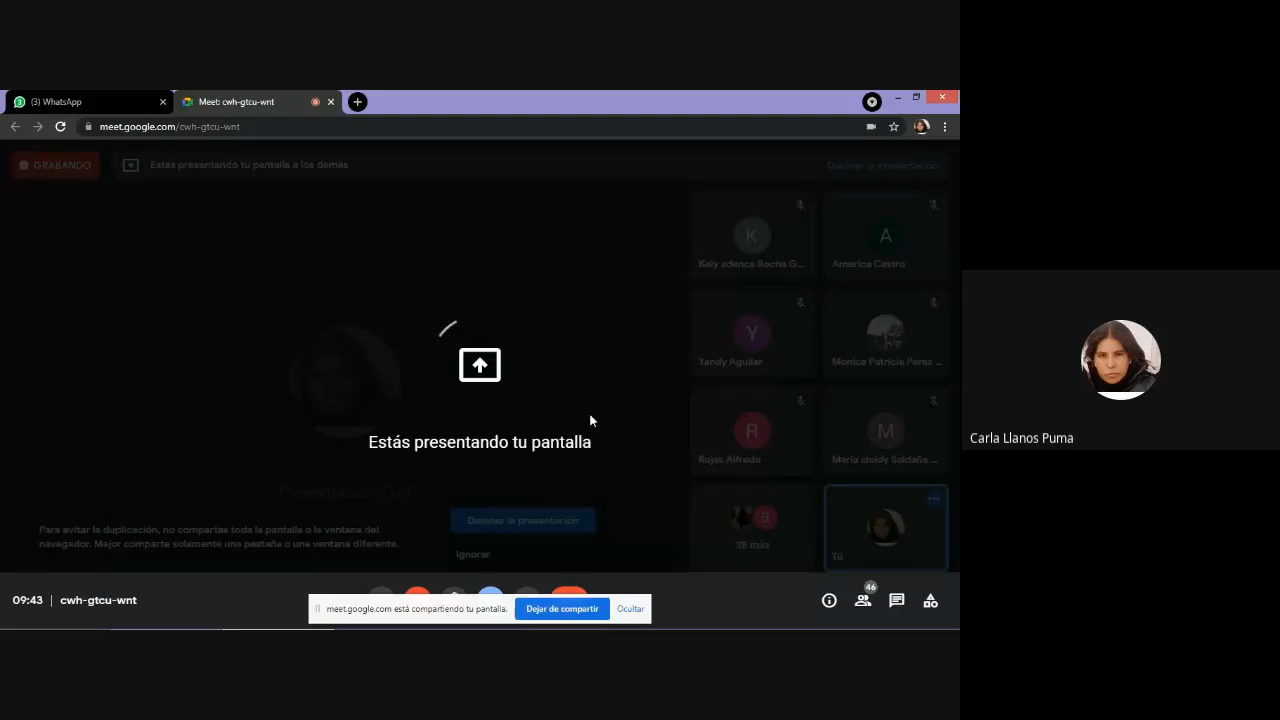 (3) WhatsApp
Meet: cwh-gtcu-wnt
meet.google.com/cwh-gtcu-wnt
GRABANDO
Estás presentando tu pantalla a los demás
Detener la presentación
K
Kely sdenca Rocha G...
A
America Castro
Y
Yandy Aguilar
Monica Patricia Perez ...
R
Rojas Alfredo
M
Maria cleidy Saldaña ...
Estás presentando tu pantalla
Para evitar la duplicación, no compartas toda la pantalla o la ventana del
navegador. Mejor comparte solamente una pestaña o una ventana diferente.
Detener la presentación
Ignorar
B
38 más
Tú
09:43 | cwh-gtcu-wnt
meet.google.com está compartiendo tu pantalla.
Dejar de compartir
Ocultar
46
Carla Llanos Puma